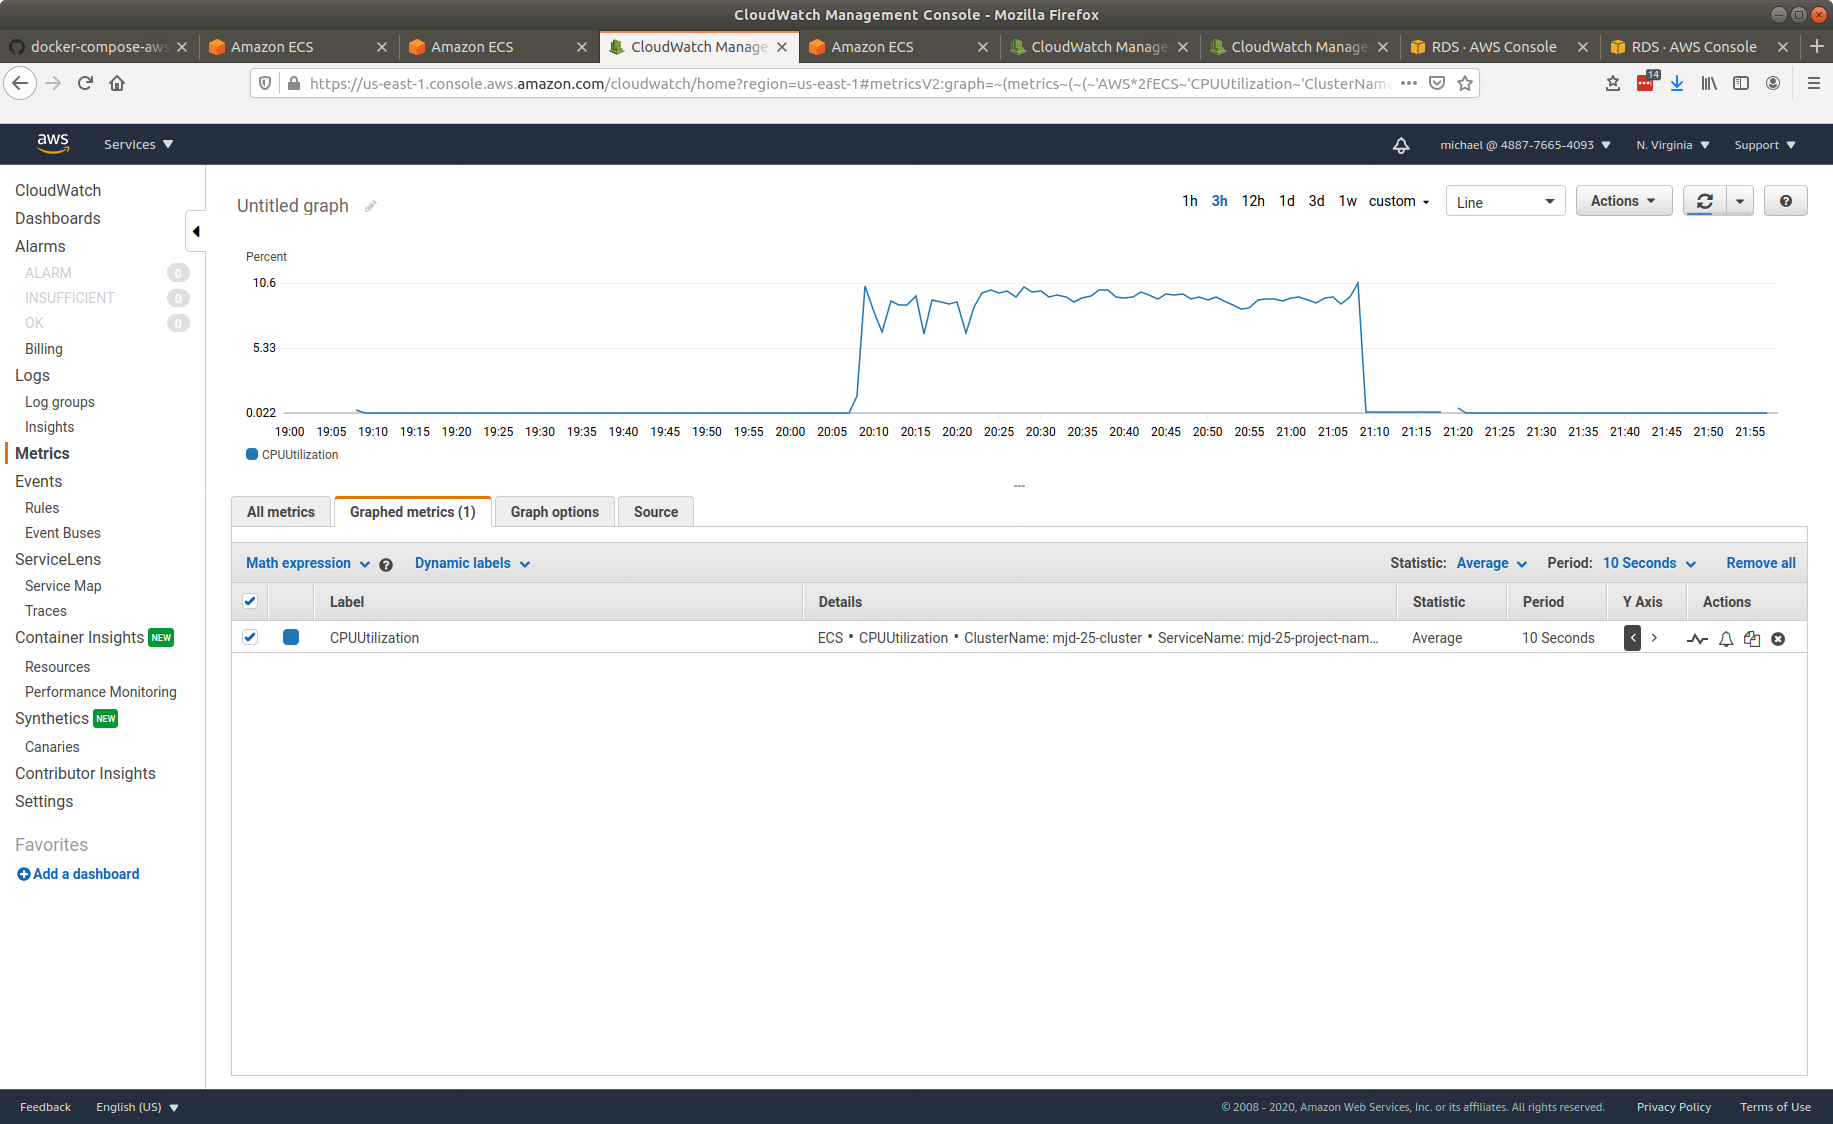 CloudWatch Management Console - Mozilla Firefox
docker-compose-aws
Amazon ECS
Amazon ECS
CloudWatch Manage
Amazon ECS
CloudWatch Manage
CloudWatch Manage
RDS · AWS Console
RDS · AWS Console
https://us-east-1.console.aws.amazon.com/cloudwatch/home?region=us-east-1#metricsV2:graph=~(metrics~(~(~'AWS*2fECS~'CPUUtilization~'ClusterName
14
aws
Services
michael @ 4887-7665-4093
N. Virginia
Support
CloudWatch
Dashboards
Alarms
ALARM 0
INSUFFICIENT 0
OK 0
Billing
Logs
Log groups
Insights
Metrics
Events
Rules
Event Buses
ServiceLens
Service Map
Traces
Container Insights NEW
Resources
Performance Monitoring
Synthetics NEW
Canaries
Contributor Insights
Settings
Favorites
Add a dashboard
Untitled graph
1h 3h 12h 1d 3d 1w custom
Line
Actions
?
Percent
10.6
5.33
0.022
19:00 19:05 19:10 19:15 19:20 19:25 19:30 19:35 19:40 19:45 19:50 19:55 20:00 20:05 20:10 20:15 20:20 20:25 20:30 20:35 20:40 20:45 20:50 20:55 21:00 21:05 21:10 21:15 21:20 21:25 21:30 21:35 21:40 21:45 21:50 21:55
CPUUtilization
All metrics
Graphed metrics (1)
Graph options
Source
Math expression ? Dynamic labels
Statistic: Average Period: 10 Seconds Remove all
Label Details Statistic Period Y Axis Actions
CPUUtilization ECS • CPUUtilization • ClusterName: mjd-25-cluster • ServiceName: mjd-25-project-nam... Average 10 Seconds < >
Feedback
English (US)
© 2008 - 2020, Amazon Web Services, Inc. or its affiliates. All rights reserved.
Privacy Policy
Terms of Use